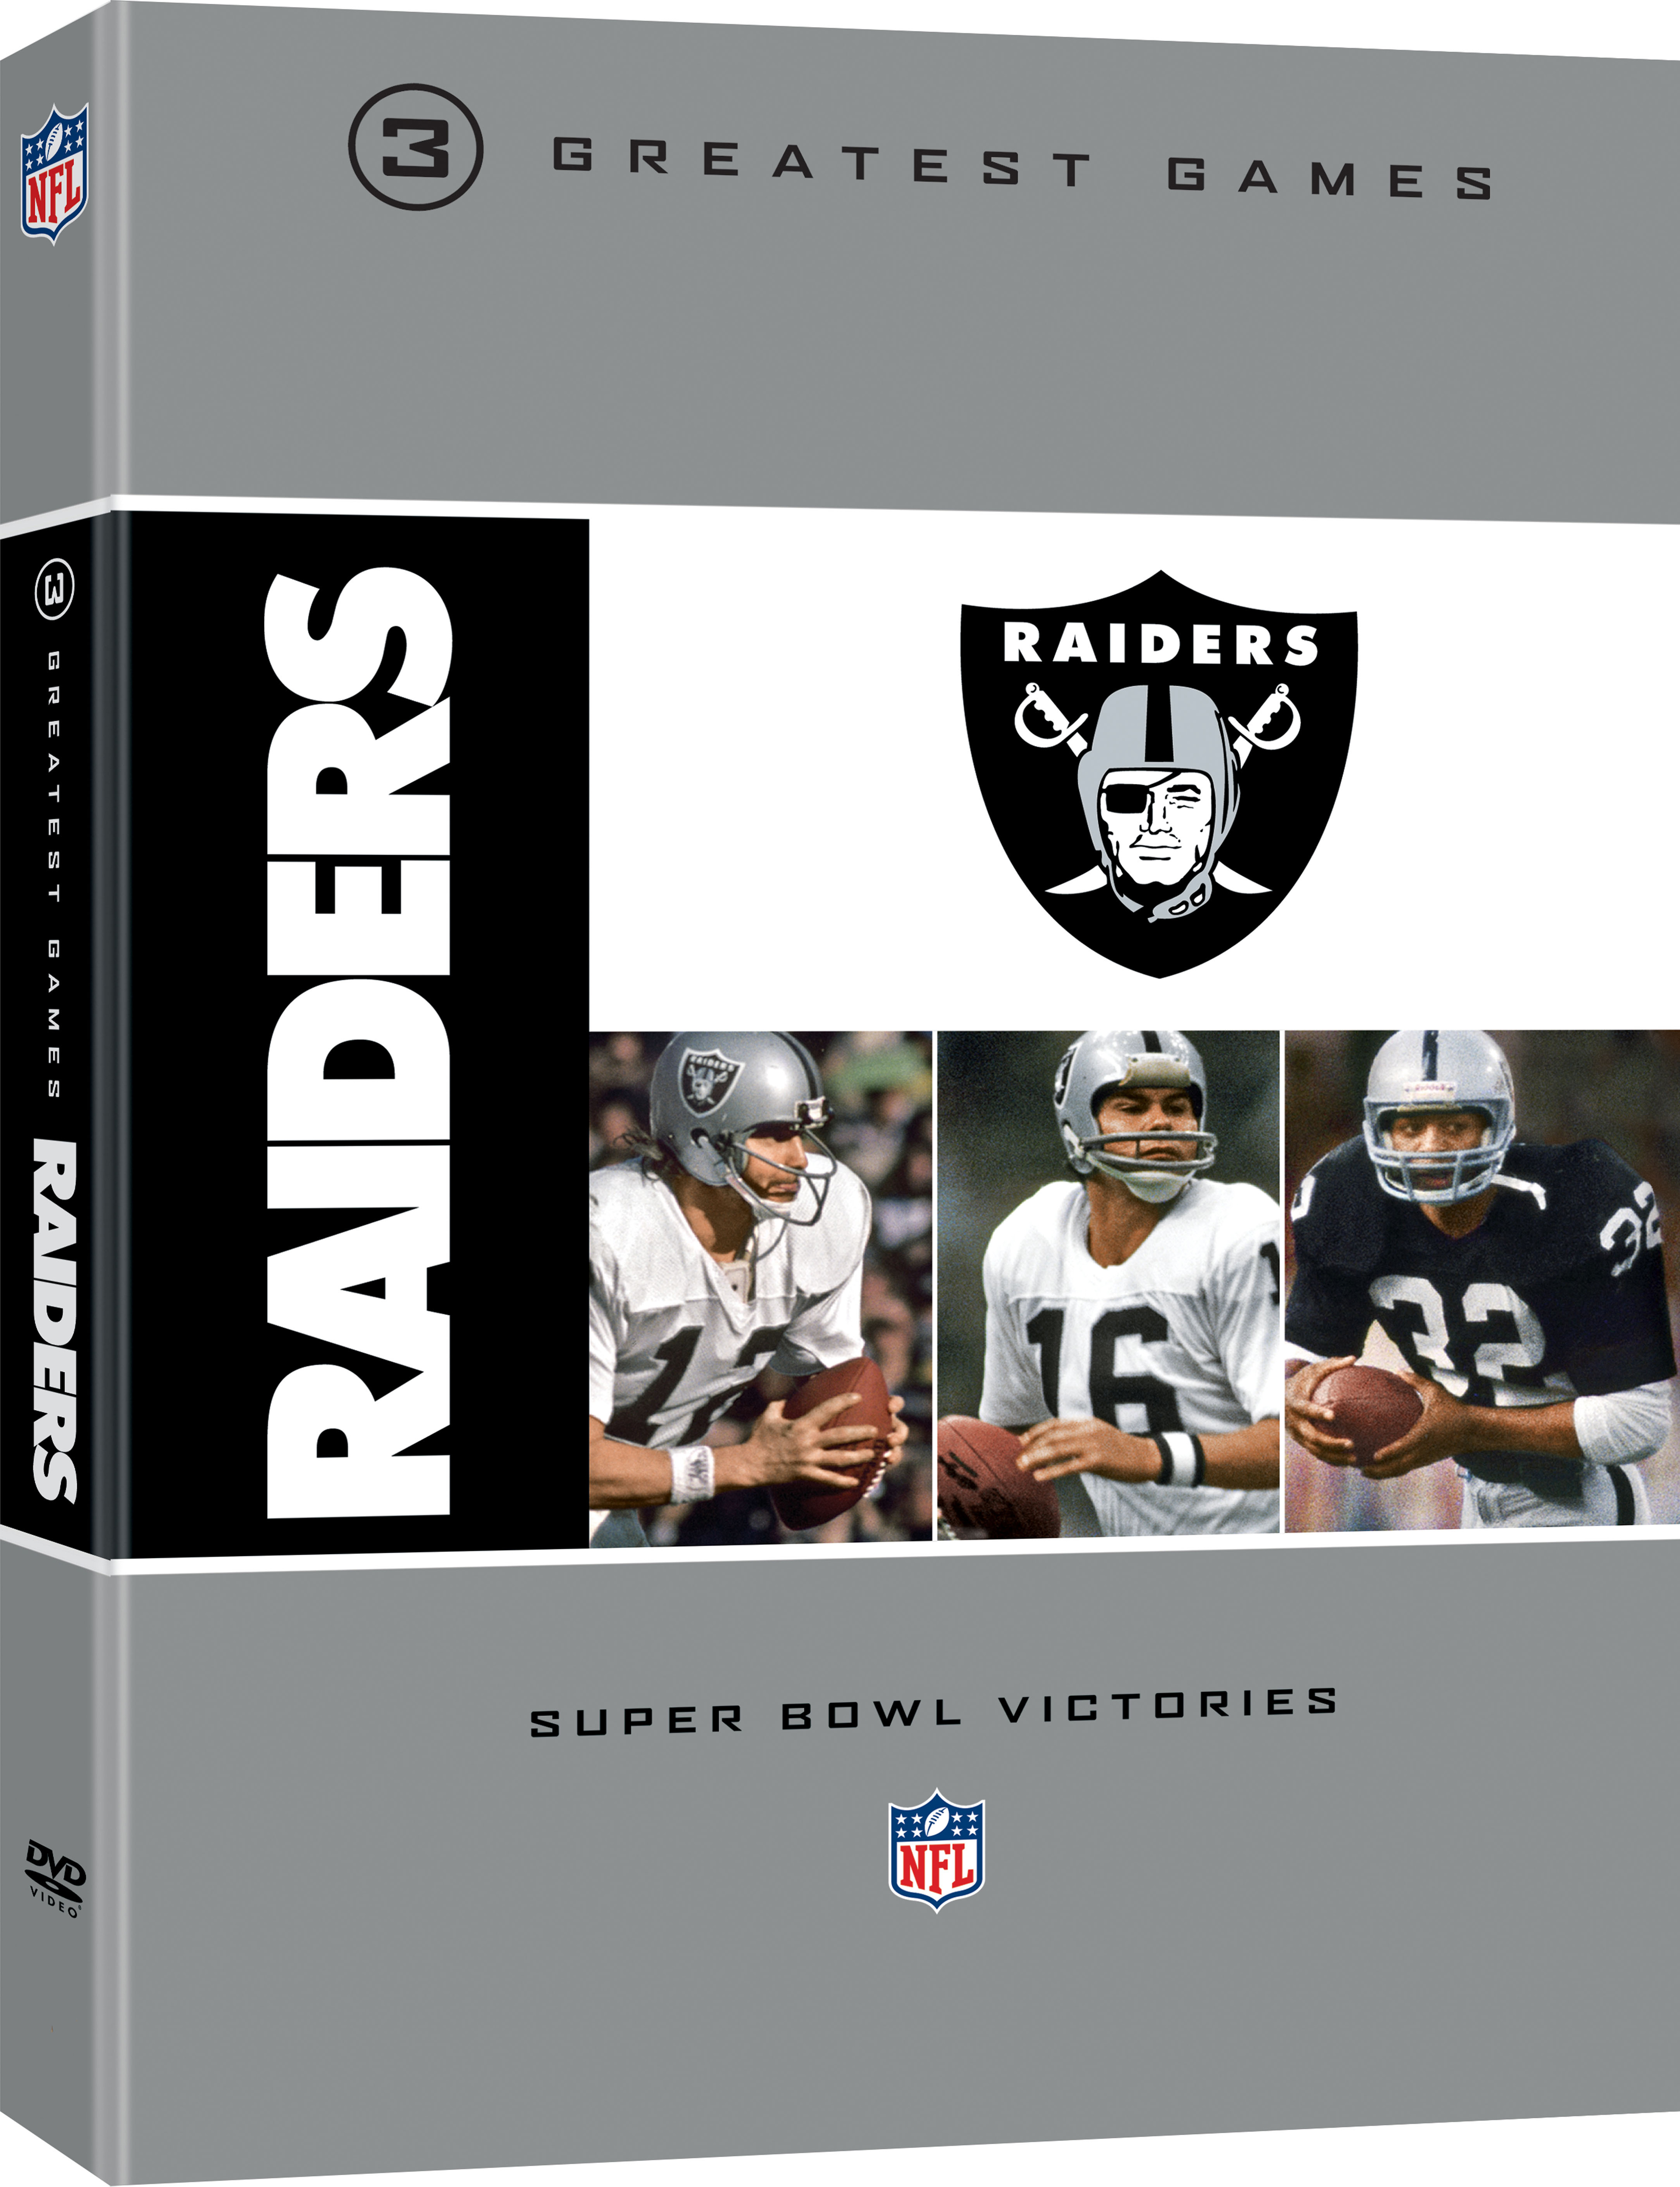 3 GREATEST GAMES
RAIDERS
RAIDERS
RAIDERS
16
32
32
SUPER BOWL VICTORIES
NFL
NFL
3 GREATEST GAMES
RAIDERS
DVD
VIDEO